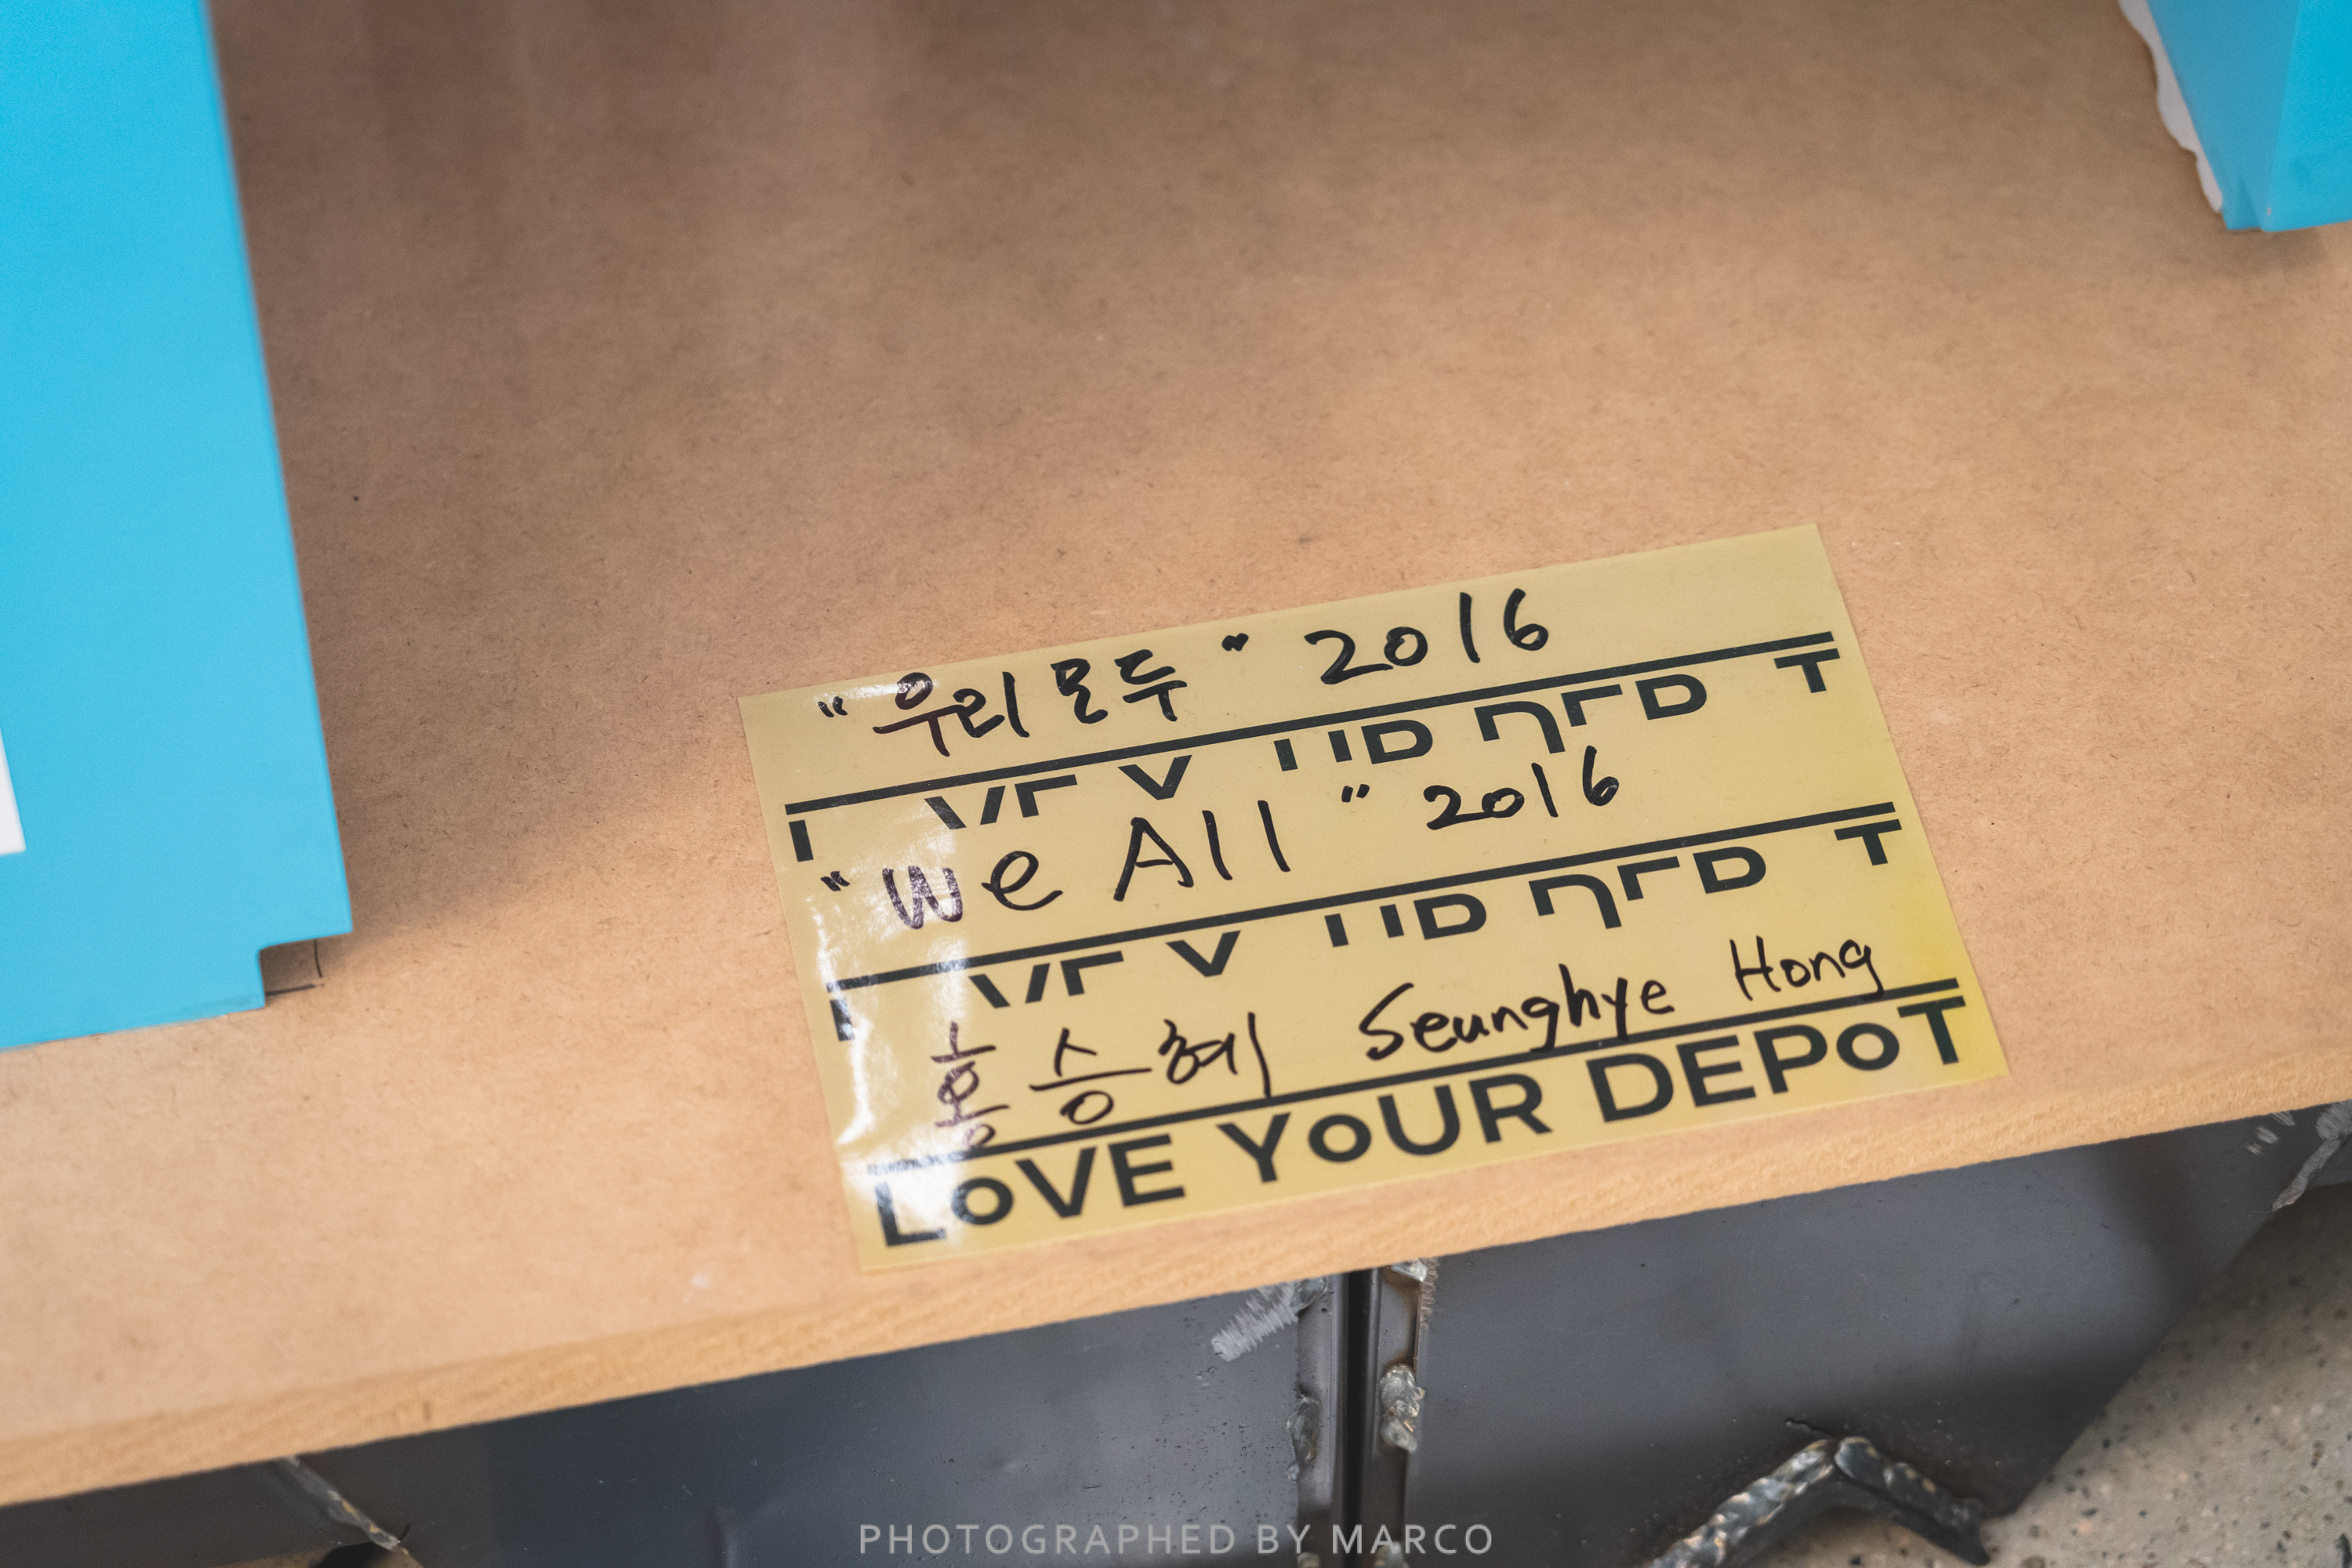 "우리 모두" 2016
"We All" 2016
홍승혜 Seunghye Hong
LoVE YoUR DEPoT
PHOTOGRAPHED BY MARCO